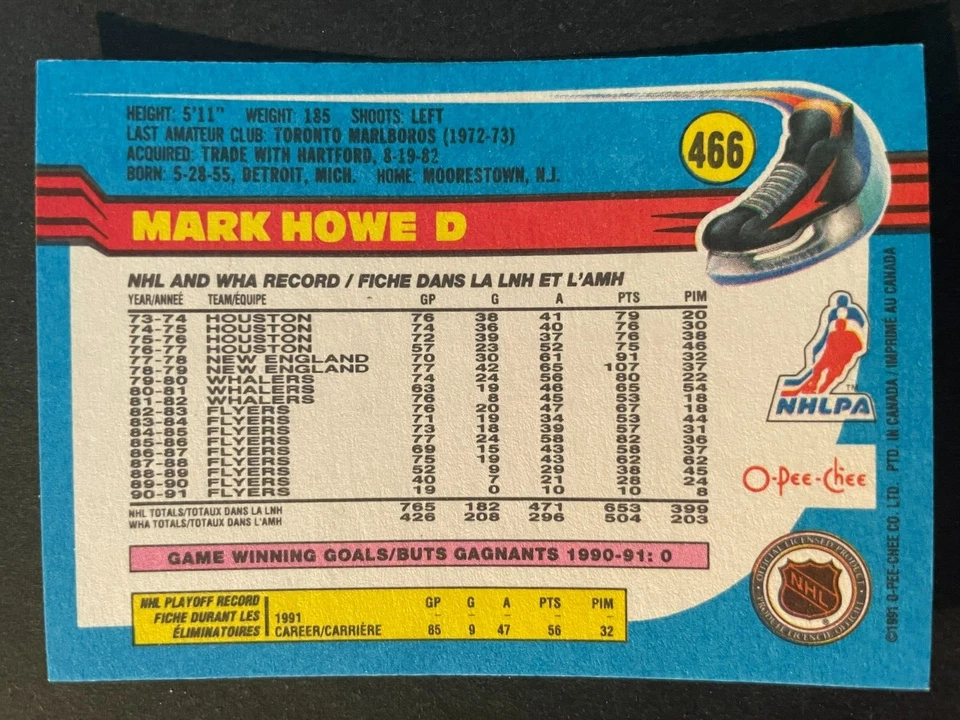 HEIGHT: 5'11" WEIGHT: 185 SHOOTS: LEFT
LAST AMATEUR CLUB: TORONTO MARLBOROS (1972-73)
ACQUIRED: TRADE WITH HARTFORD, 8-19-82
BORN: 5-28-55, DETROIT, MICH. HOME: MOORESTOWN, N.J.
466
MARK HOWE D
NHL AND WHA RECORD / FICHE DANS LA LNH ET L'AMH
YEAR/ANNEÉ TEAM/ÉQUIPE GP G A PTS PIM
73-74 HOUSTON 76 38 41 79 20
74-75 HOUSTON 74 36 40 76 30
75-76 HOUSTON 72 39 37 76 38
76-77 HOUSTON 57 23 52 75 46
77-78 NEW ENGLAND 70 30 61 91 32
78-79 NEW ENGLAND 77 42 65 107 37
79-80 WHALERS 74 24 56 80 22
80-81 WHALERS 63 19 46 65 54
81-82 WHALERS 76 8 45 53 18
82-83 FLYERS 76 20 47 67 18
83-84 FLYERS 71 19 34 53 44
84-85 FLYERS 73 18 39 57 31
85-86 FLYERS 77 24 58 82 36
86-87 FLYERS 69 15 43 58 37
87-88 FLYERS 75 19 43 62 62
88-89 FLYERS 52 9 29 38 45
89-90 FLYERS 40 7 21 28 24
90-91 FLYERS 19 0 10 10 8
NHL TOTALS/TOTAUX DANS LA LNH 765 182 471 653 399
WHA TOTALS/TOTAUX DANS L'AMH 426 208 296 504 203
GAME WINNING GOALS/BUTS GAGNANTS 1990-91: 0
NHL PLAYOFF RECORD GP G A PTS PIM
FICHE DURANT LES 1991 – – – – –
ÉLIMINATOIRES CAREER/CARRIÈRE 85 9 47 56 32
TM
NHLPA
O-Pee-Chee
OFFICIAL LICENSED PRODUCT
NHL
®
PRODUIT LICENCIÉ OFFICIEL
©1991 O-PEE-CHEE CO. LTD. PTD. IN CANADA / IMPRIMÉ AU CANADA